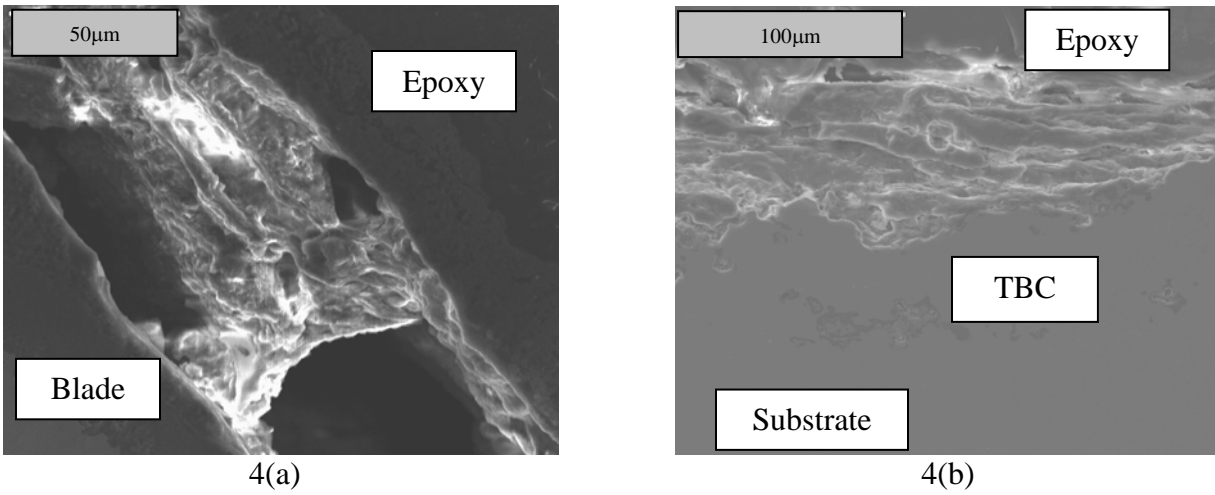 50μm
Epoxy
Blade
4(a)
100μm
Epoxy
TBC
Substrate
4(b)